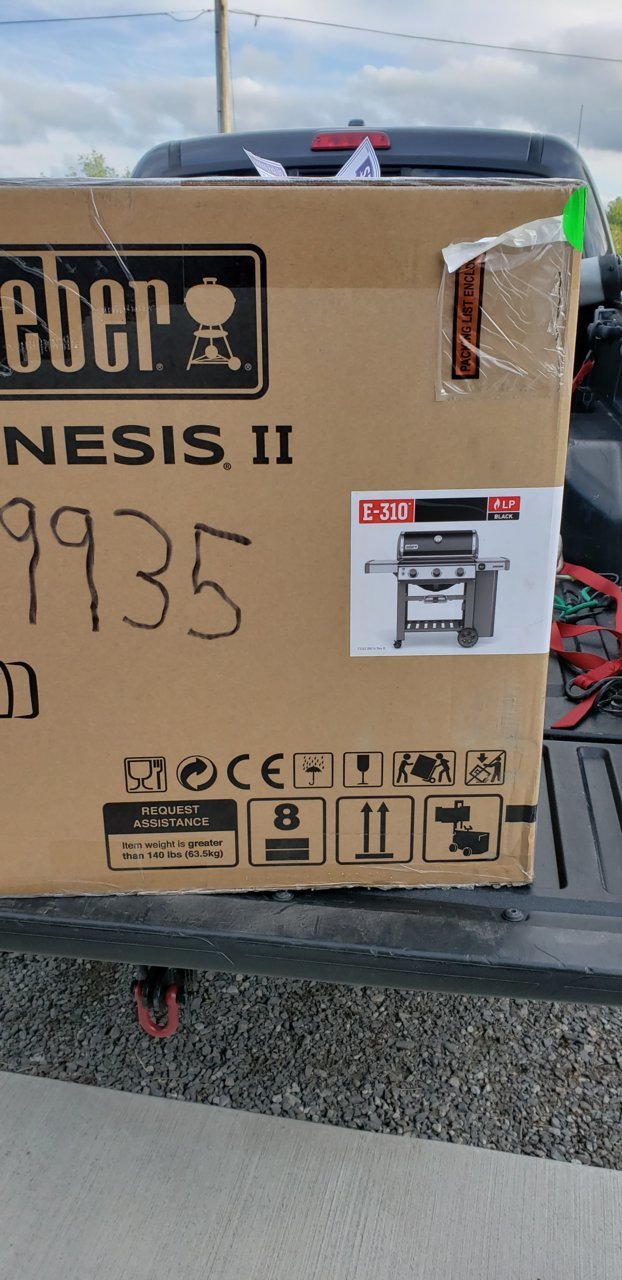 eber
PACKING LIST ENCLO
NESIS® II
9935
E-310
LP
BLACK
CE
REQUEST
ASSISTANCE
Item weight is greater
than 140 lbs (63.5kg)
8